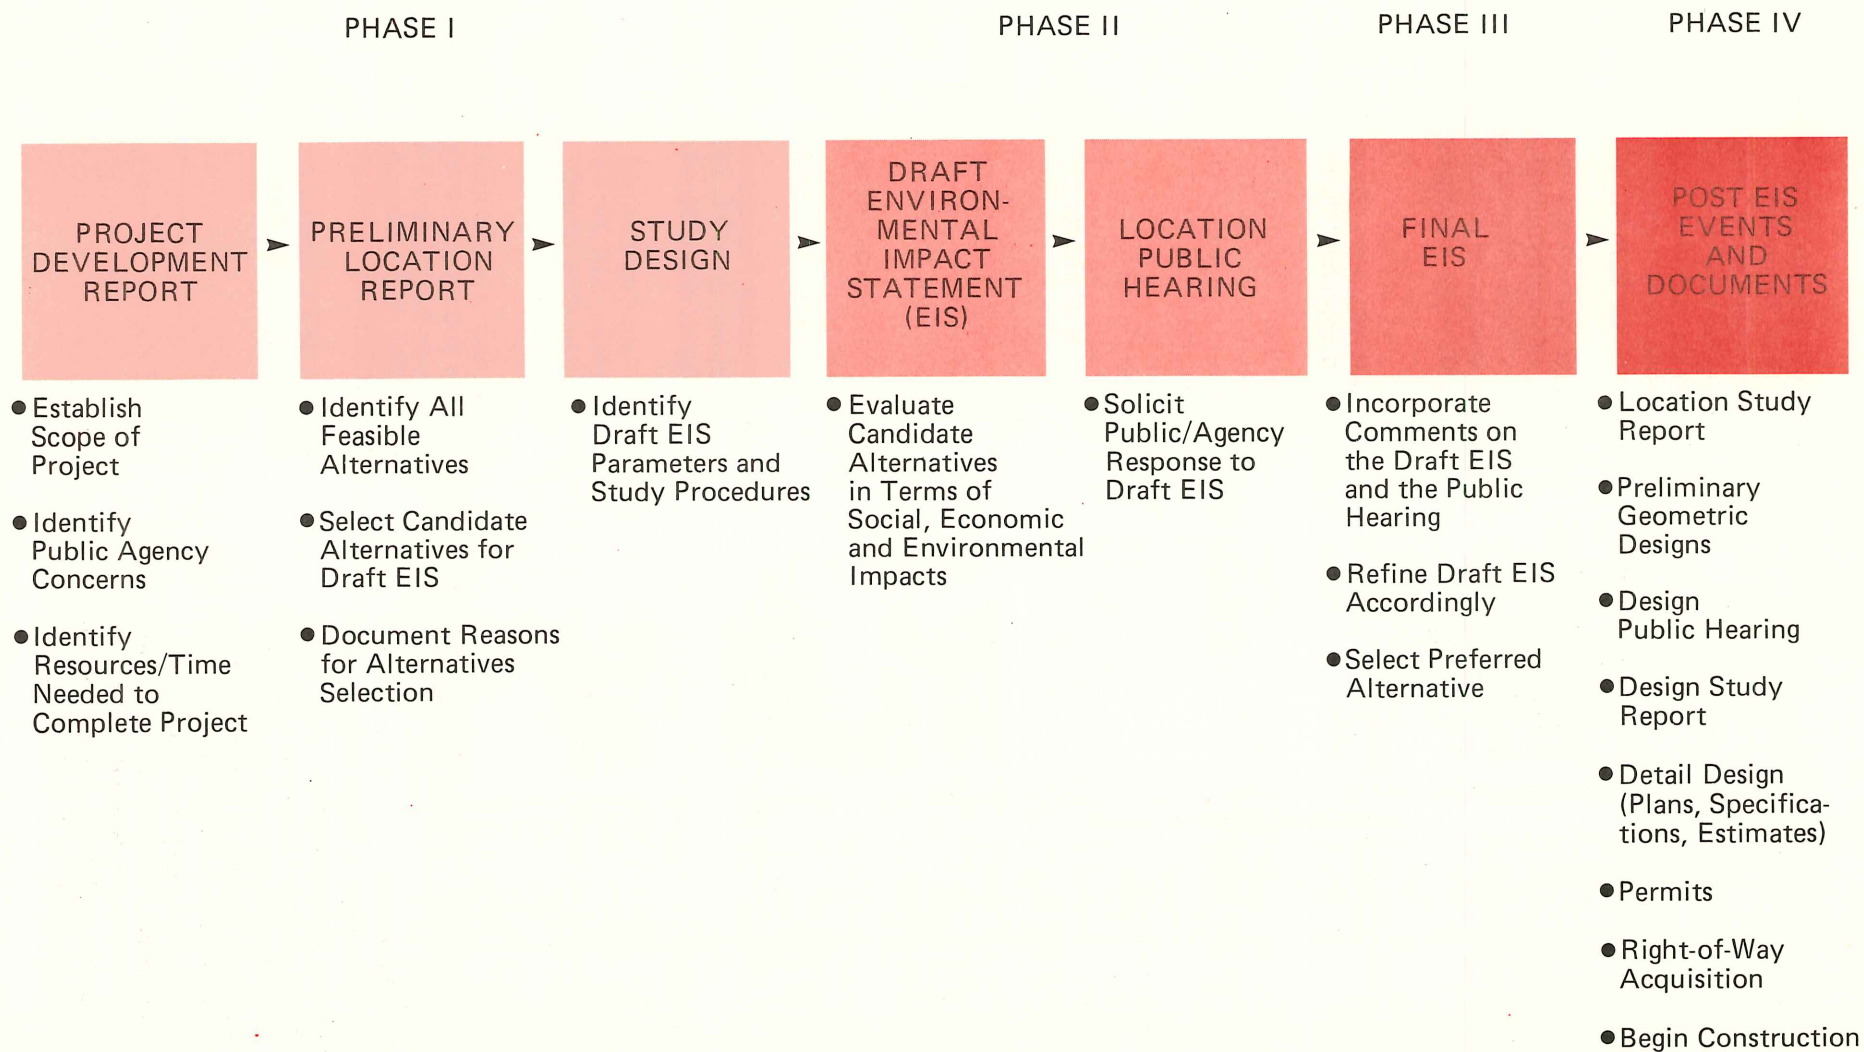 PHASE I
PHASE II
PHASE III
PHASE IV
PROJECT
DEVELOPMENT
REPORT
PRELIMINARY
LOCATION
REPORT
STUDY
DESIGN
DRAFT
ENVIRON-
MENTAL
IMPACT
STATEMENT
(EIS)
LOCATION
PUBLIC
HEARING
FINAL
EIS
POST EIS
EVENTS
AND
DOCUMENTS
● Establish
Scope of
Project
● Identify
Public Agency
Concerns
● Identify
Resources/Time
Needed to
Complete Project
● Identify All
Feasible
Alternatives
● Select Candidate
Alternatives for
Draft EIS
● Document Reasons
for Alternatives
Selection
● Identify
Draft EIS
Parameters and
Study Procedures
● Evaluate
Candidate
Alternatives
in Terms of
Social, Economic
and Environmental
Impacts
● Solicit
Public/Agency
Response to
Draft EIS
● Incorporate
Comments on
the Draft EIS
and the Public
Hearing
● Refine Draft EIS
Accordingly
● Select Preferred
Alternative
● Location Study
Report
● Preliminary
Geometric
Designs
● Design
Public Hearing
● Design Study
Report
● Detail Design
(Plans, Specifica-
tions, Estimates)
● Permits
● Right-of-Way
Acquisition
● Begin Construction